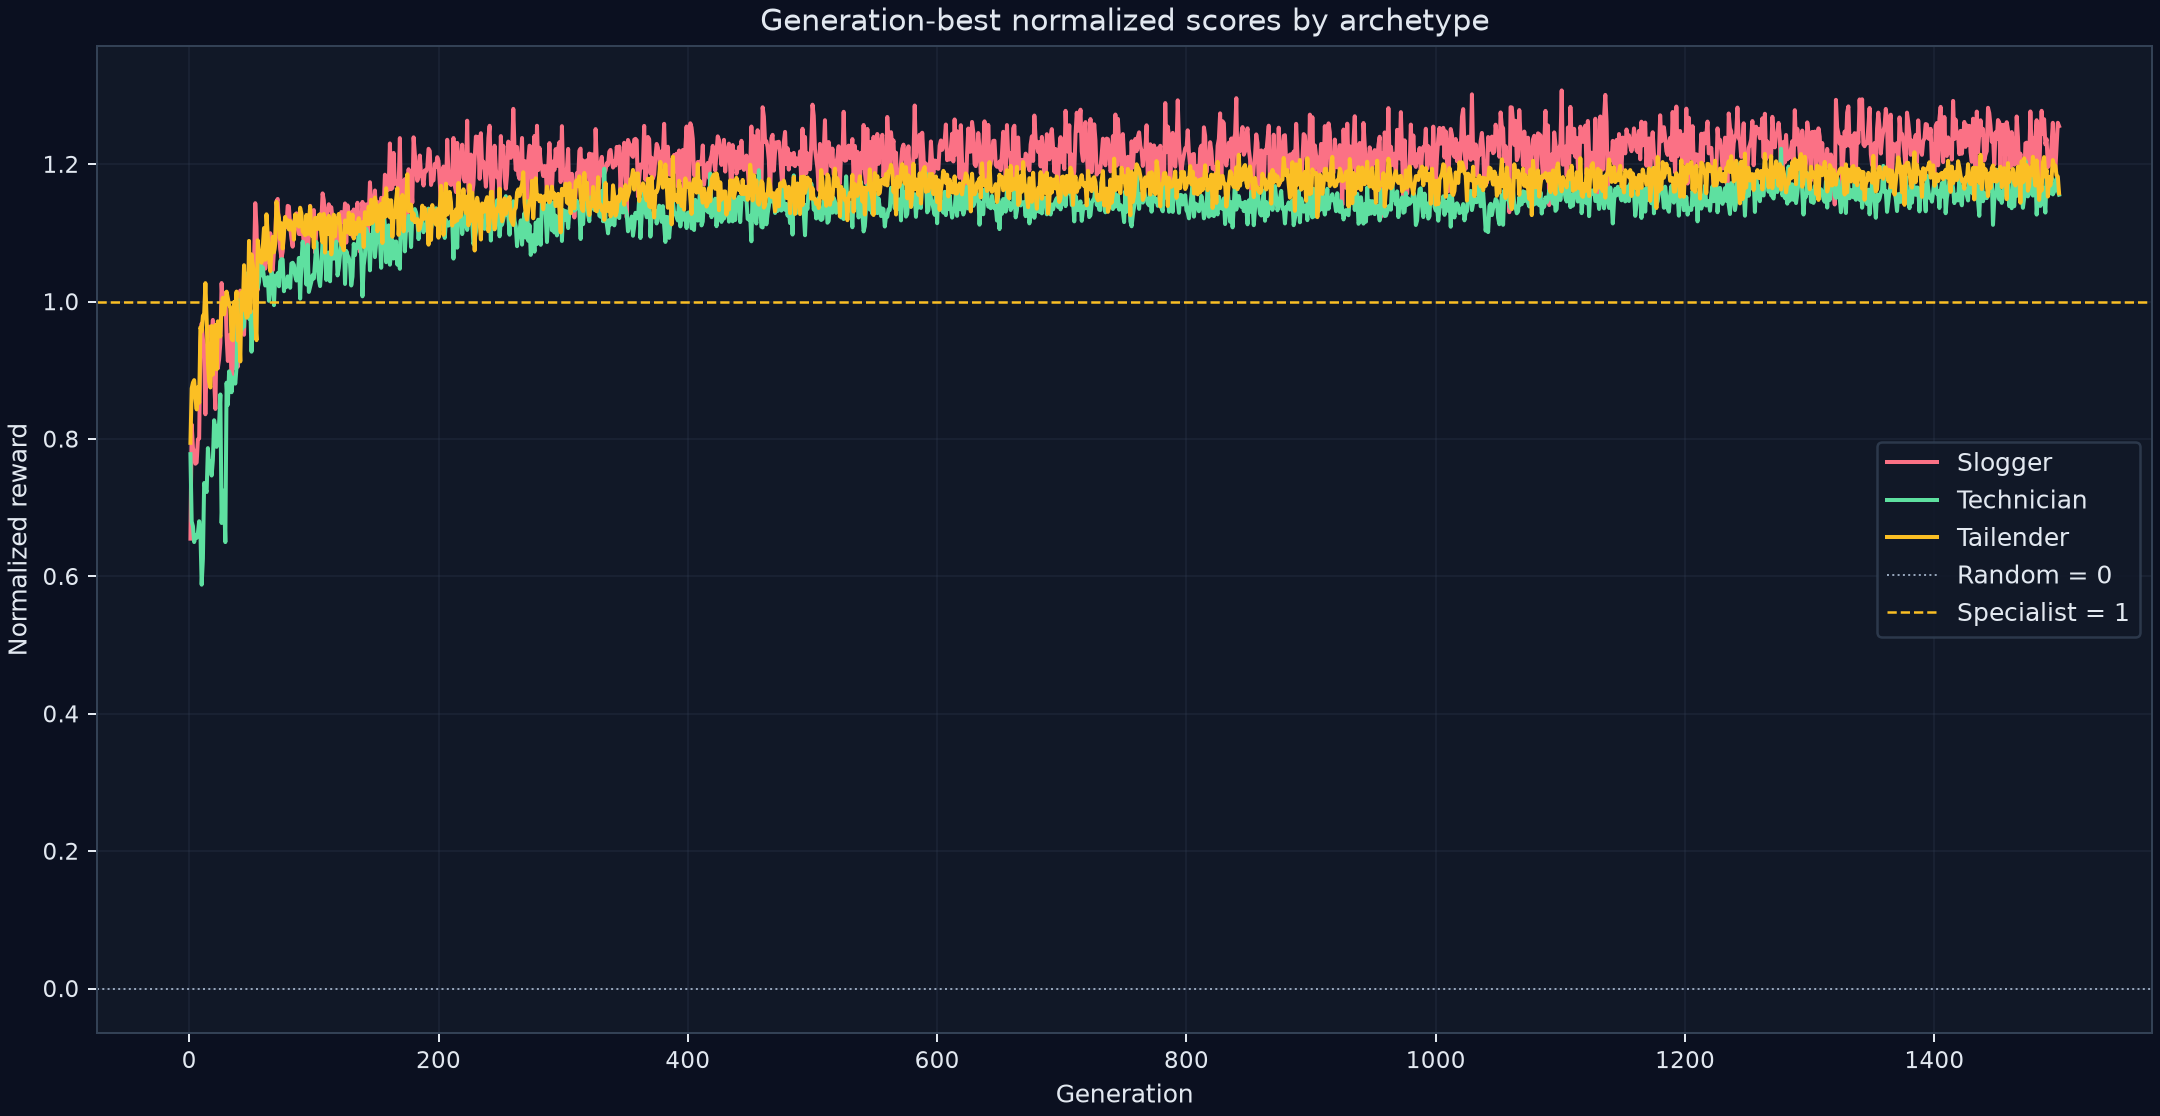 Generation-best normalized scores by archetype
Normalized reward
1.2
1.0
0.8
0.6
0.4
0.2
0.0
Slogger
Technician
Tailender
Random = 0
Specialist = 1
0 200 400 600 800 1000 1200 1400
Generation